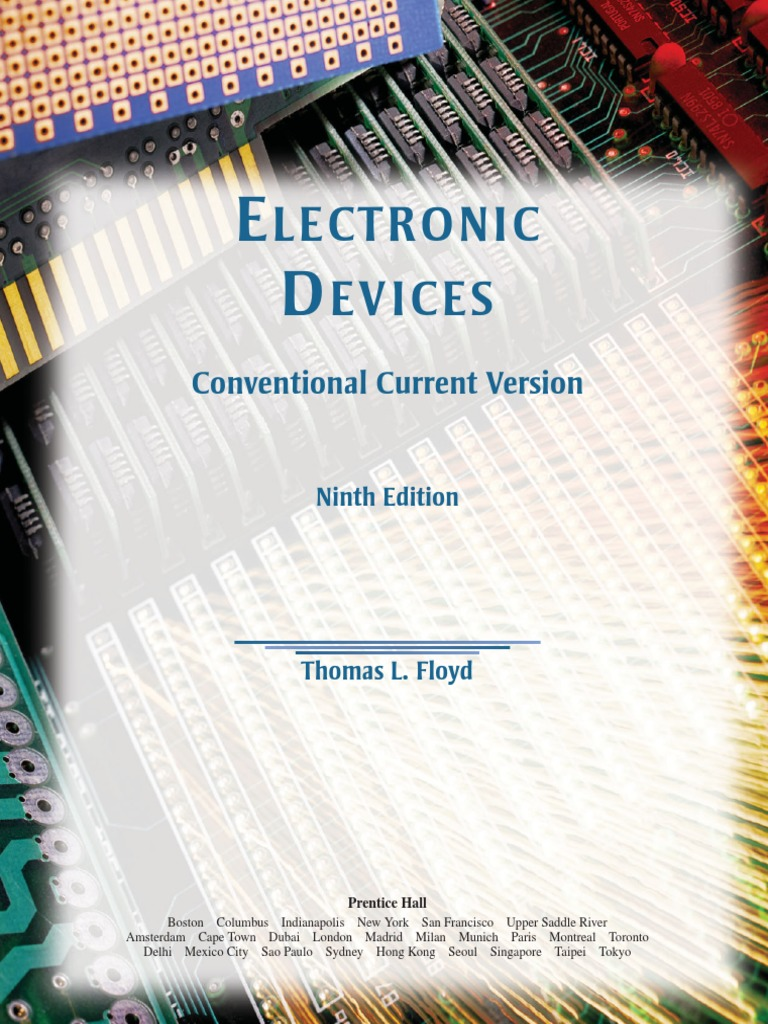 ELECTRONIC
DEVICES
Conventional Current Version
Ninth Edition
Thomas L. Floyd
Prentice Hall
Boston Columbus Indianapolis New York San Francisco Upper Saddle River
Amsterdam Cape Town Dubai London Madrid Milan Munich Paris Montreal Toronto
Delhi Mexico City Sao Paulo Sydney Hong Kong Seoul Singapore Taipei Tokyo